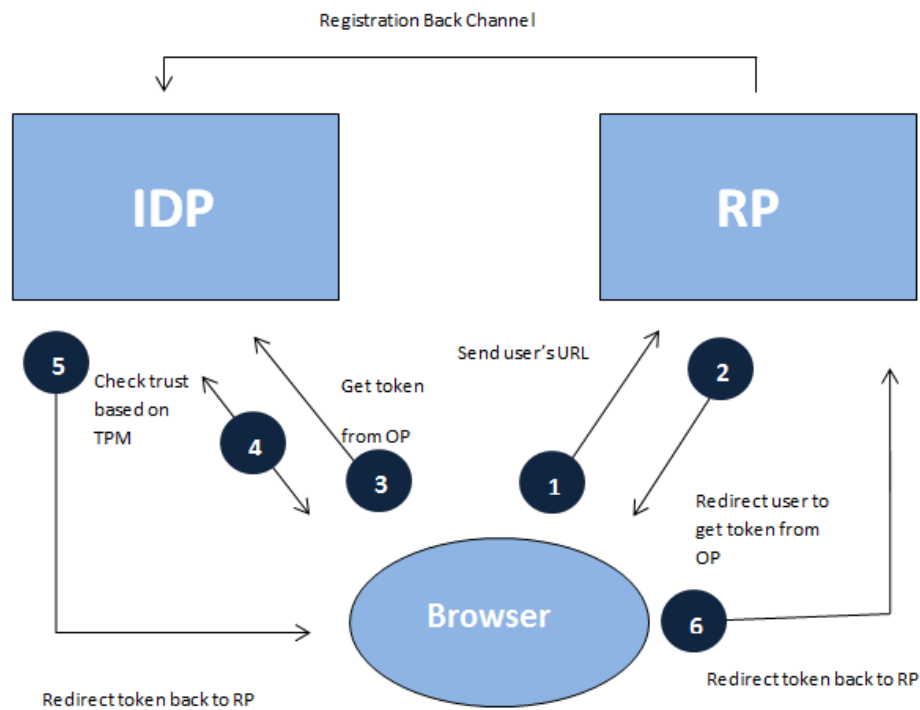 Registration Back Channel
IDP
RP
5
Check trust
based on
TPM
4
Get token
from OP
3
Send user's URL
1
2
Redirect user to
get token from
OP
Browser
6
Redirect token back to RP
Redirect token back to RP